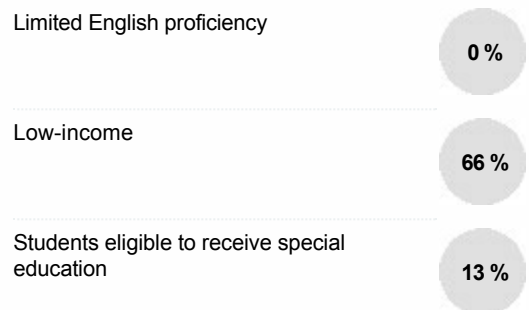 Limited English proficiency
0 %
Low-income
66 %
Students eligible to receive special
education
13 %